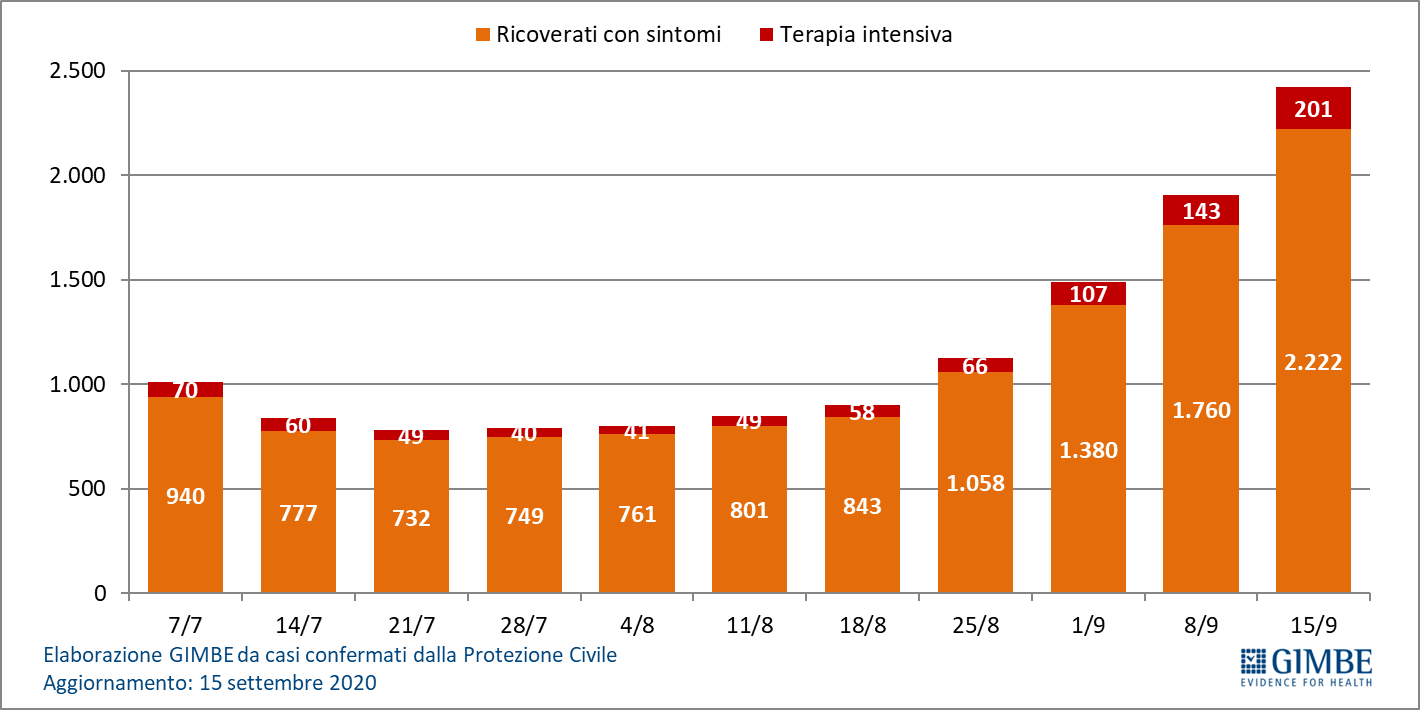 Ricoverati con sintomi Terapia intensiva
2.500
2.000
1.500
1.000
500
0
70 60 49 40 41 49 58 66 107 143 201
940 777 732 749 761 801 843 1.058 1.380 1.760 2.222
7/7 14/7 21/7 28/7 4/8 11/8 18/8 25/8 1/9 8/9 15/9
Elaborazione GIMBE da casi confermati dalla Protezione Civile
Aggiornamento: 15 settembre 2020
GIMBE
EVIDENCE FOR HEALTH